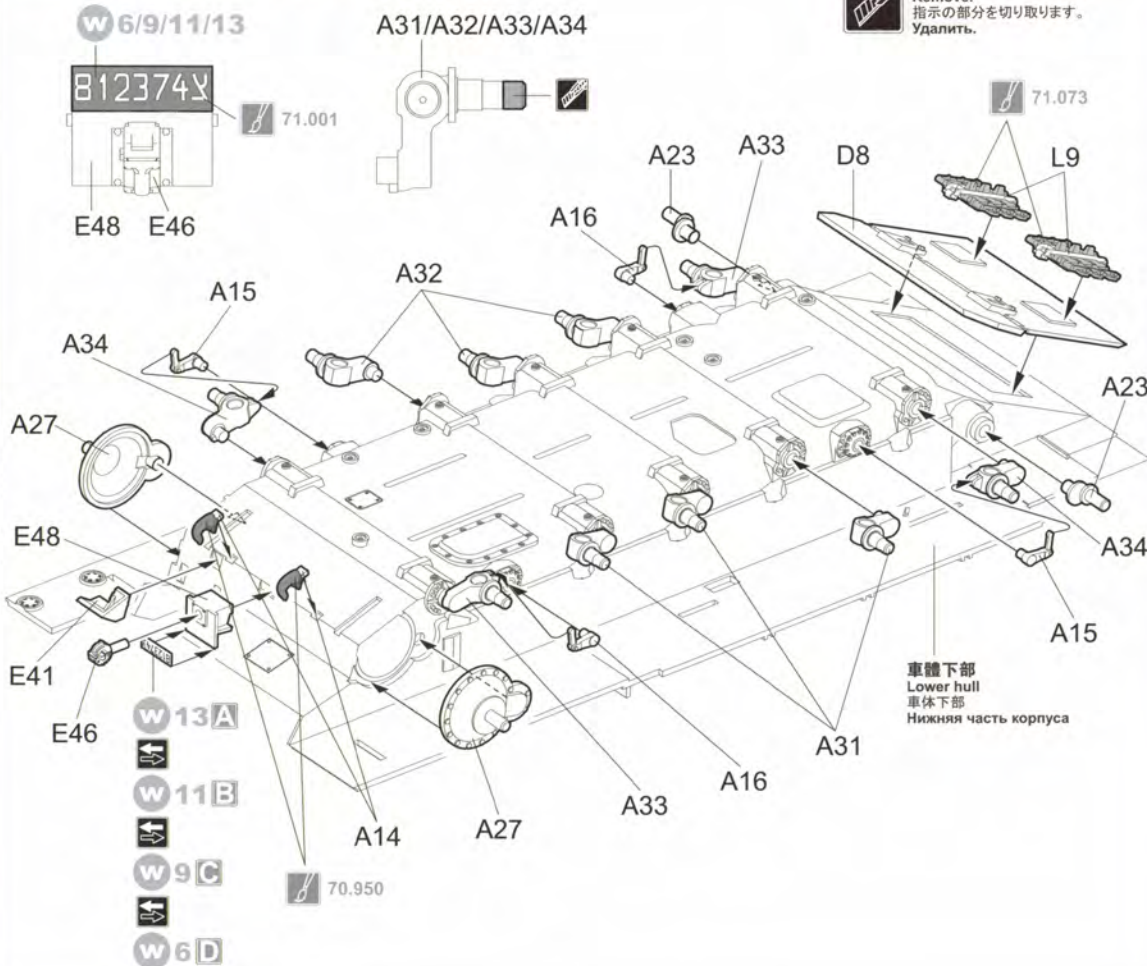 W 6/9/11/13
A31/A32/A33/A34
指示の部分を切り取ります。
Удалить.
812374У
71.001
71.073
E48
E46
A23
A33
D8
L9
A16
A32
A15
A34
A27
A23
E48
A34
A15
E41
車體下部
Lower hull
車体下部
Нижняя часть корпуса
E46
W 13 A
A31
A16
W 11 B
A33
A14
A27
W 9 C
70.950
W 6 D